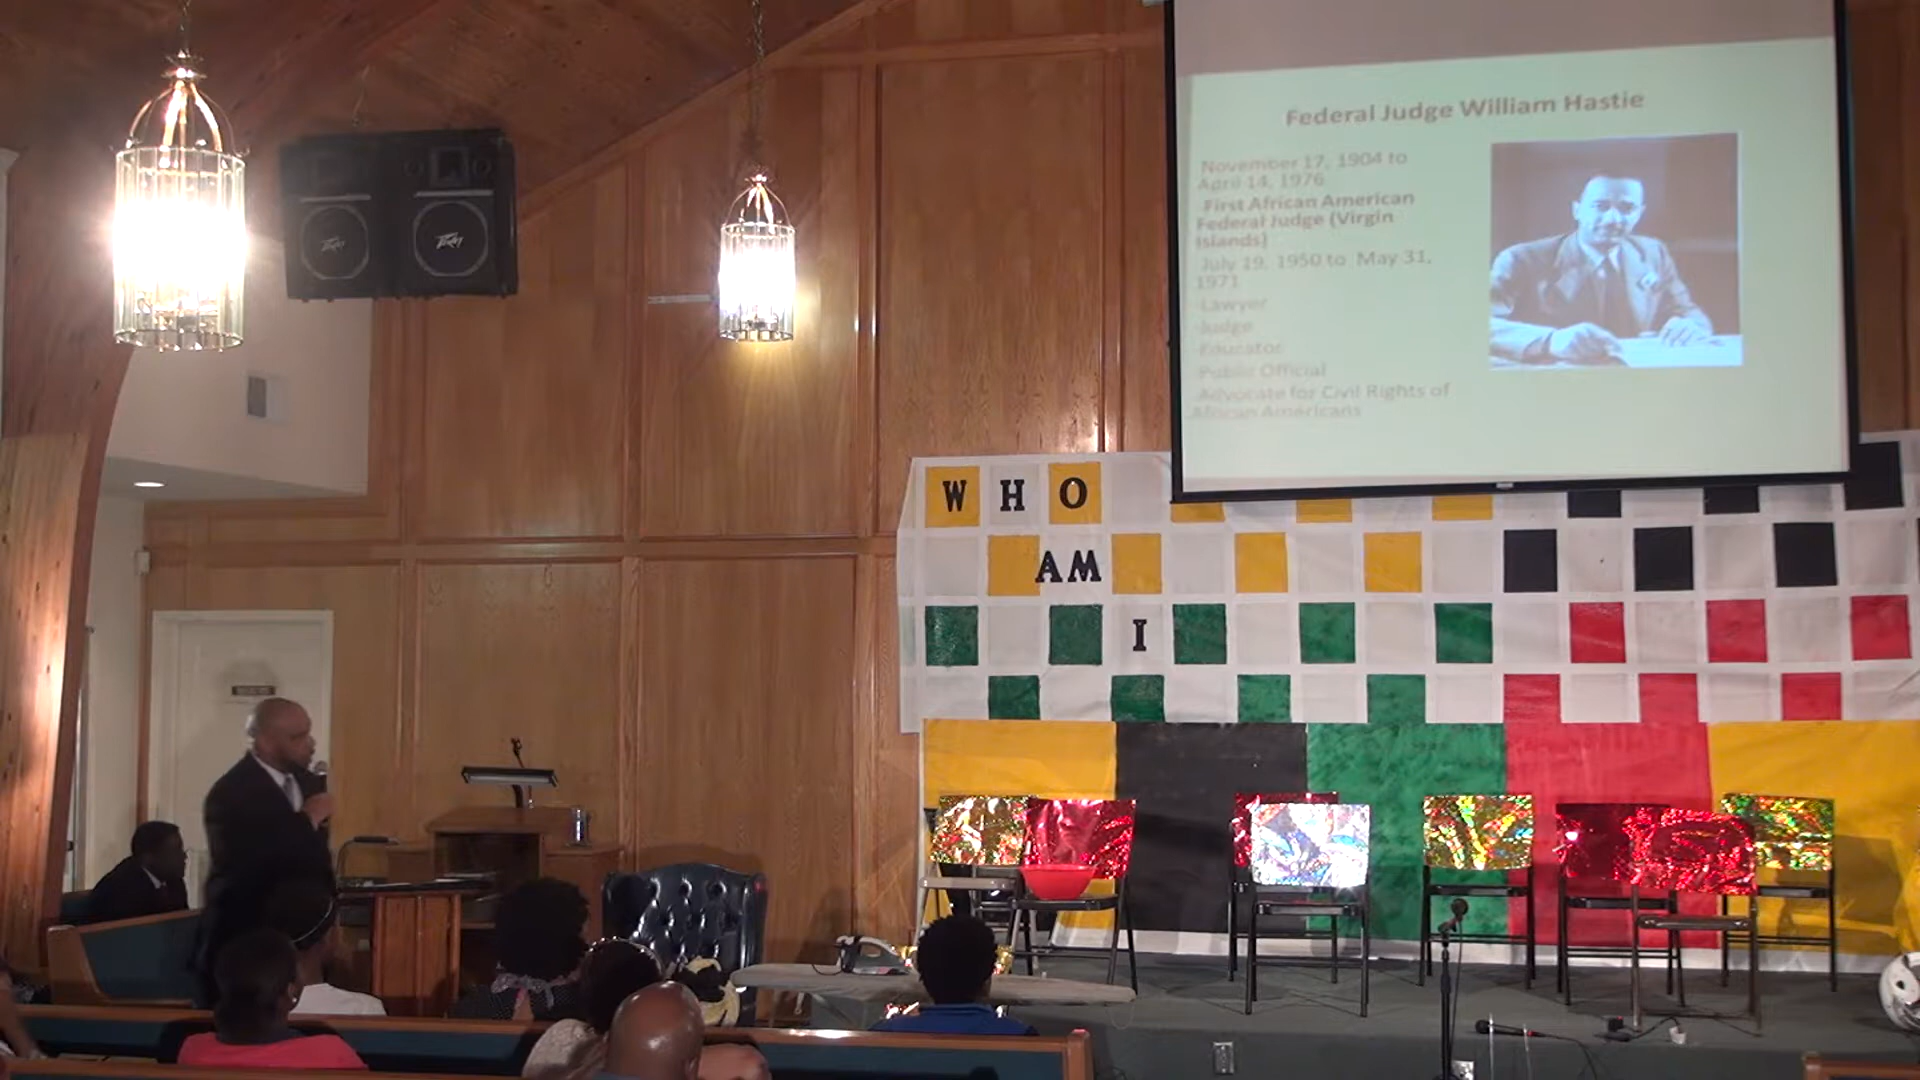 Federal Judge William Hastie
November 17, 1904 to
April 14, 1976
First African American
Federal Judge (Virgin
Islands)
July 19, 1950 to May 31,
1971
Lawyer
Judge
Educator
Public Official
Advocate for Civil Rights of
African Americans
PEAVEY
PEAVEY
WHO
AM
I